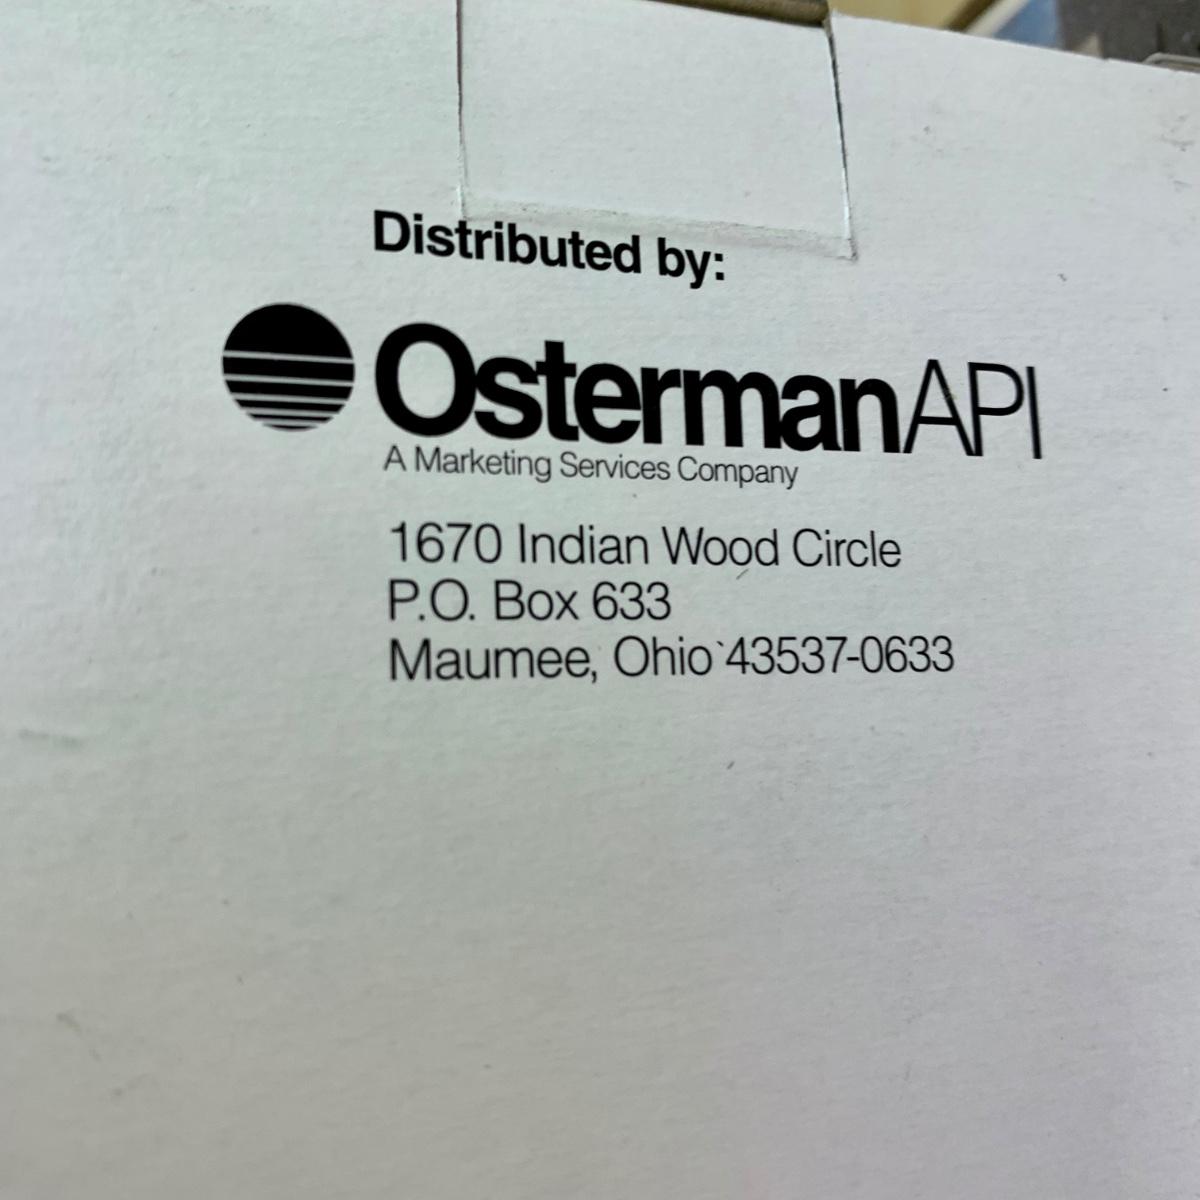 Distributed by:
OstermanAPI
A Marketing Services Company
1670 Indian Wood Circle
P.O. Box 633
Maumee, Ohio 43537-0633